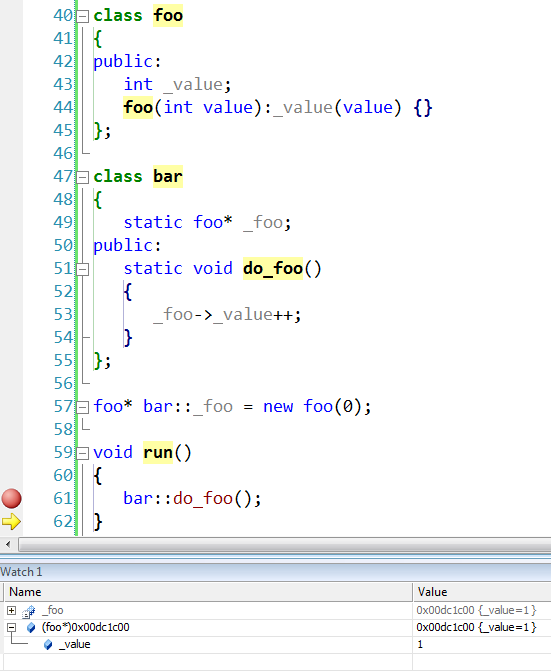 40 class foo
41 {
42 public:
43 int _value;
44 foo(int value):_value(value) {}
45 };
46
47 class bar
48 {
49 static foo* _foo;
50 public:
51 static void do_foo()
52 {
53 _foo->_value++;
54 }
55 };
56
57 foo* bar::_foo = new foo(0);
58
59 void run()
60 {
61 bar::do_foo();
62 }
Watch 1
Name Value
_foo 0x00dc1c00 {_value=1 }
(foo*)0x00dc1c00 0x00dc1c00 {_value=1 }
_value 1